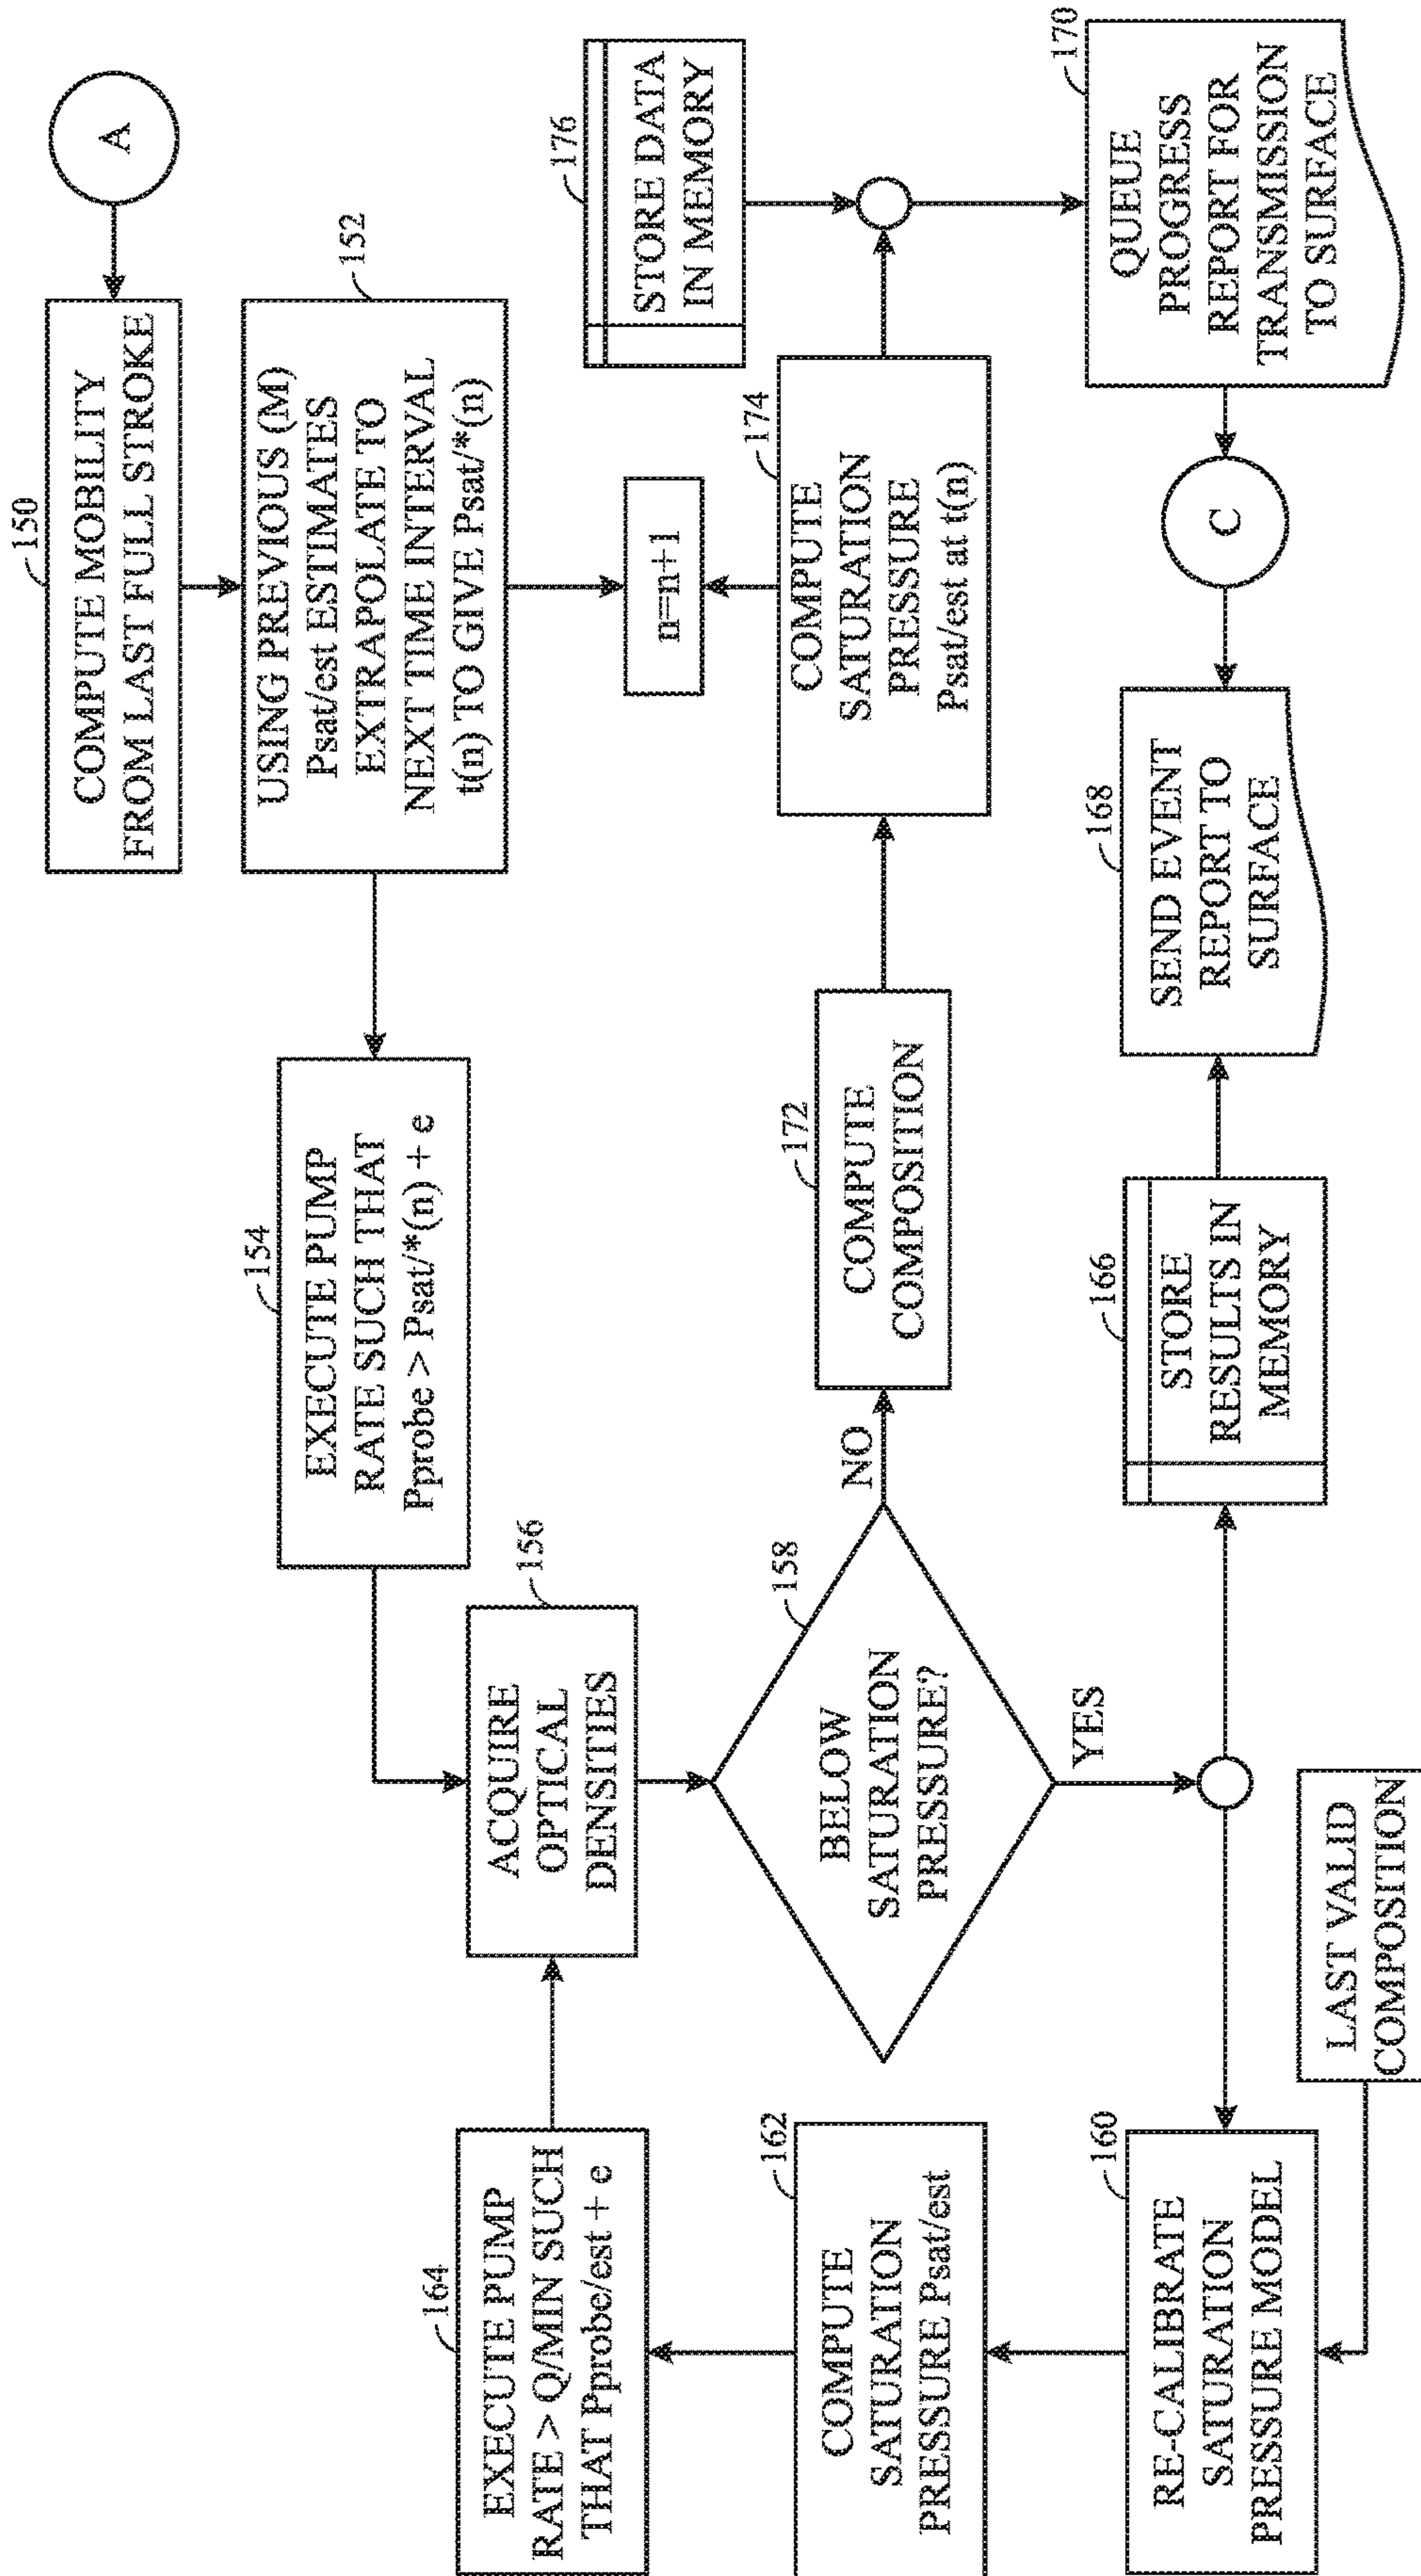 A
150
COMPUTE MOBILITY
FROM LAST FULL STROKE
152
USING PREVIOUS (M)
Psat/est ESTIMATES
EXTRAPOLATE TO
NEXT TIME INTERVAL
t(n) TO GIVE Psat/*(n)
154
EXECUTE PUMP
RATE SUCH THAT
Pprobe > Psat/*(n) + e
156
ACQUIRE
OPTICAL
DENSITIES
158
BELOW
SATURATION
PRESSURE?
NO
YES
164
EXECUTE PUMP
RATE > Q/MIN SUCH
THAT Pprobe/est + e
162
COMPUTE
SATURATION
PRESSURE Psat/est
160
RE-CALIBRATE
SATURATION
PRESSURE MODEL
LAST VALID
COMPOSITION
172
COMPUTE
COMPOSITION
174
COMPUTE
SATURATION
PRESSURE
Psat/est at t(n)
n=n+1
176
STORE DATA
IN MEMORY
166
STORE
RESULTS IN
MEMORY
168
SEND EVENT
REPORT TO
SURFACE
C
170
QUEUE
PROGRESS
REPORT FOR
TRANSMISSION
TO SURFACE